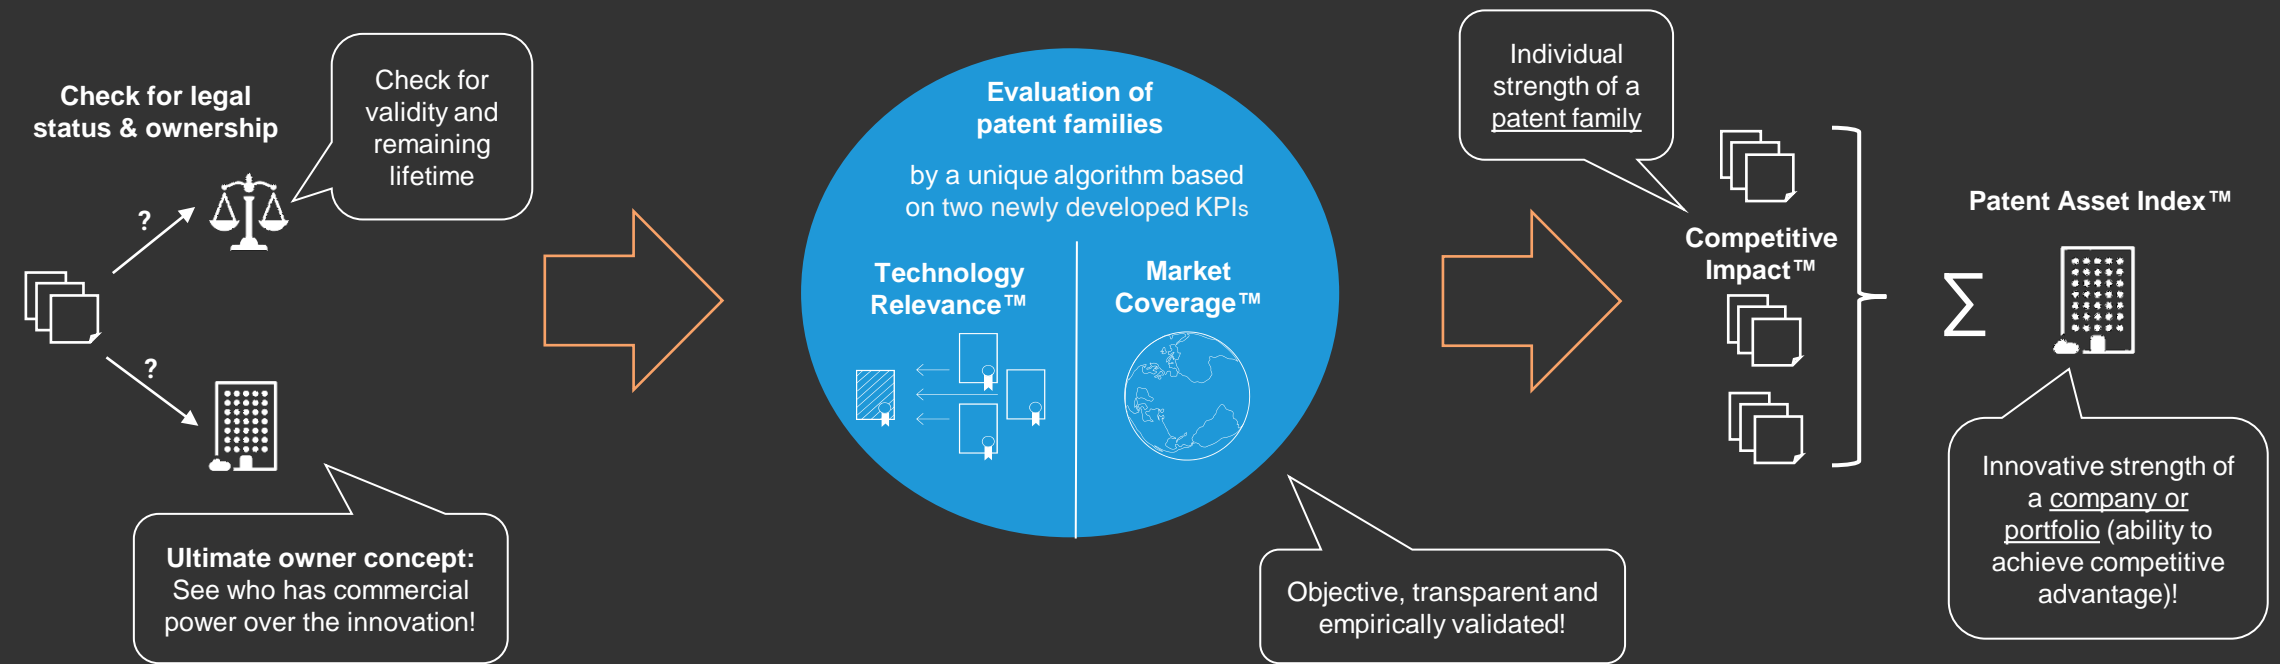 Check for legal
status & ownership
Check for
validity and
remaining
lifetime
?
?
Ultimate owner concept:
See who has commercial
power over the innovation!
Evaluation of
patent families
by a unique algorithm based
on two newly developed KPIs
Technology
Relevance™
Market
Coverage™
Objective, transparent and
empirically validated!
Individual
strength of a
patent family
Competitive
Impact™
∑
Patent Asset Index™
Innovative strength of
a company or
portfolio (ability to
achieve competitive
advantage)!